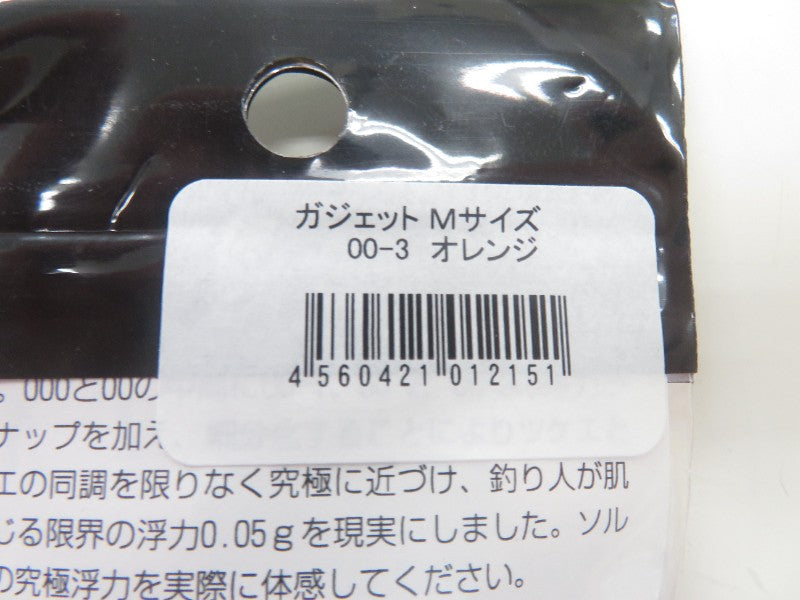 ガジェット Mサイズ
00-3 オレンジ
4 560421 012151
。000と00の
ナップを加え、
エの同調を限りなく究極に近づけ、釣り人が肌
じる限界の浮力0.05gを現実にしました。ソル
の究極浮力を実際に体感してください。